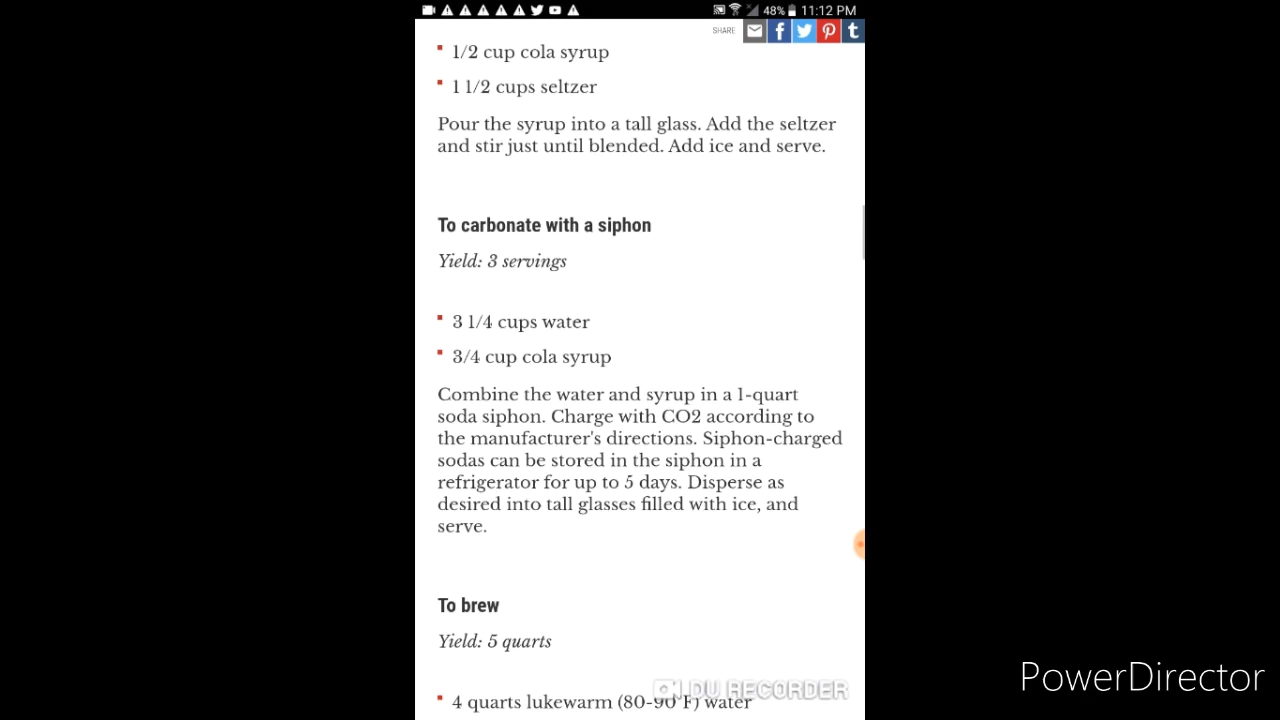 48% 11:12 PM
SHARE
1/2 cup cola syrup
1 1/2 cups seltzer
Pour the syrup into a tall glass. Add the seltzer
and stir just until blended. Add ice and serve.
To carbonate with a siphon
Yield: 3 servings
3 1/4 cups water
3/4 cup cola syrup
Combine the water and syrup in a 1-quart
soda siphon. Charge with CO2 according to
the manufacturer's directions. Siphon-charged
sodas can be stored in the siphon in a
refrigerator for up to 5 days. Disperse as
desired into tall glasses filled with ice, and
serve.
To brew
Yield: 5 quarts
4 quarts lukewarm (80-90°F) water
DU RECORDER
PowerDirector